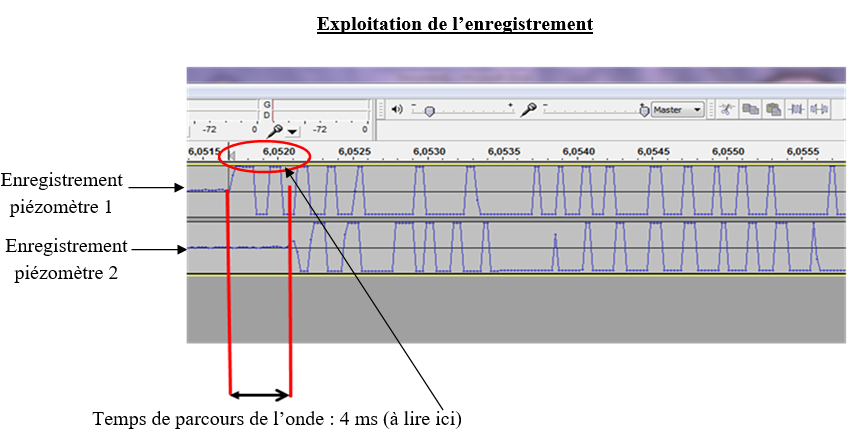 Exploitation de l’enregistrement
G
D
-72 0 -72 0
Master
6,0515 6,0520 6,0525 6,0530 6,0535 6,0540 6,0545 6,0550 6,0555
Enregistrement
piézomètre 1
Enregistrement
piézomètre 2
Temps de parcours de l’onde : 4 ms (à lire ici)